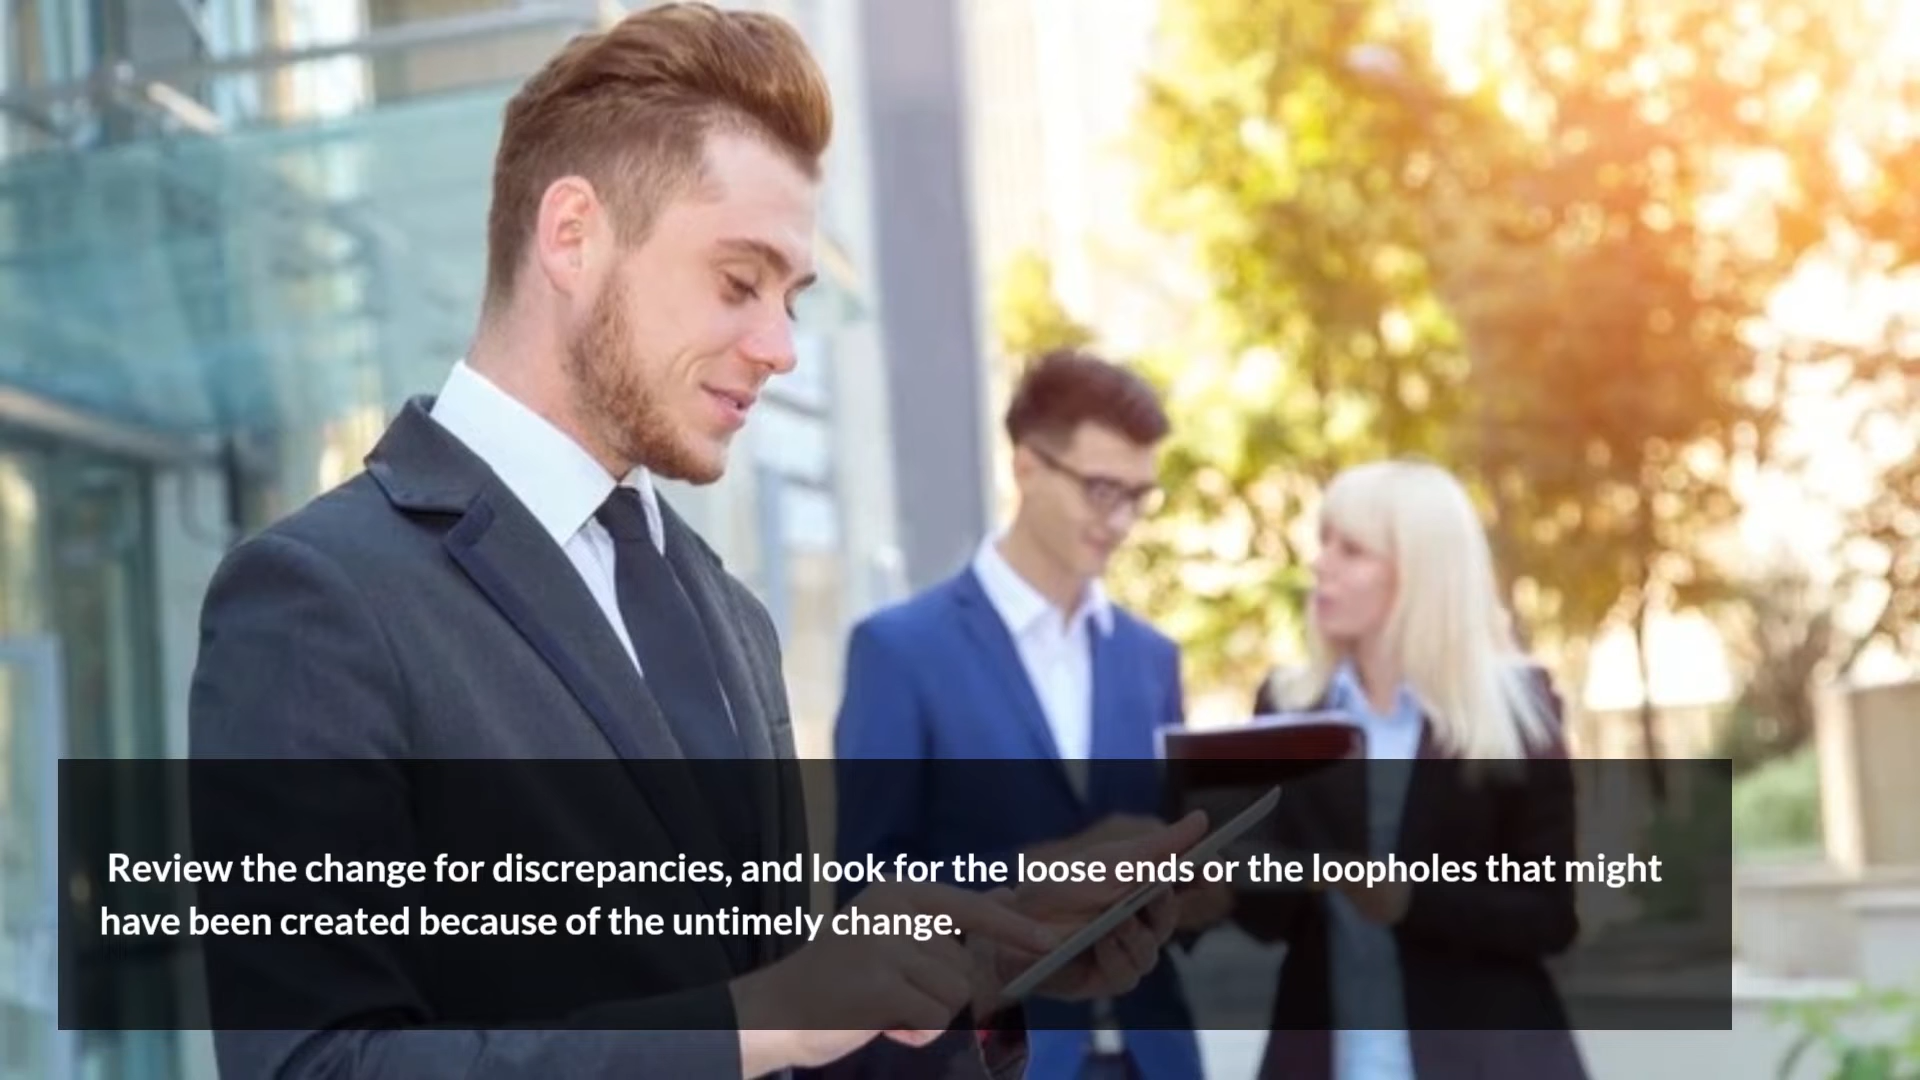 Review the change for discrepancies, and look for the loose ends or the loopholes that might
have been created because of the untimely change.